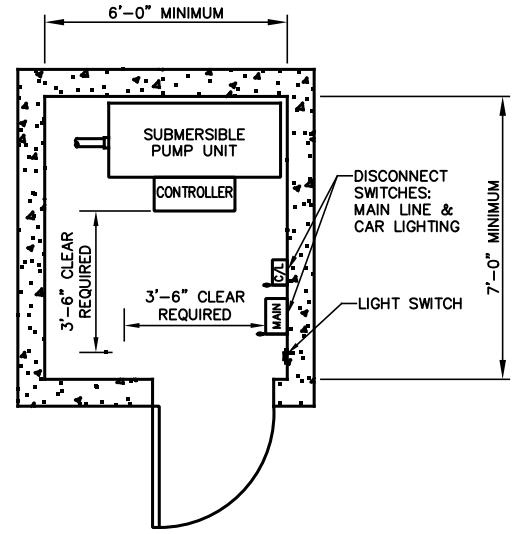 6'-0" MINIMUM
SUBMERSIBLE
PUMP UNIT
CONTROLLER
DISCONNECT
SWITCHES:
MAIN LINE &
CAR LIGHTING
C/L
MAIN
LIGHT SWITCH
3'-6" CLEAR
REQUIRED
3'-6" CLEAR
REQUIRED
7'-0" MINIMUM